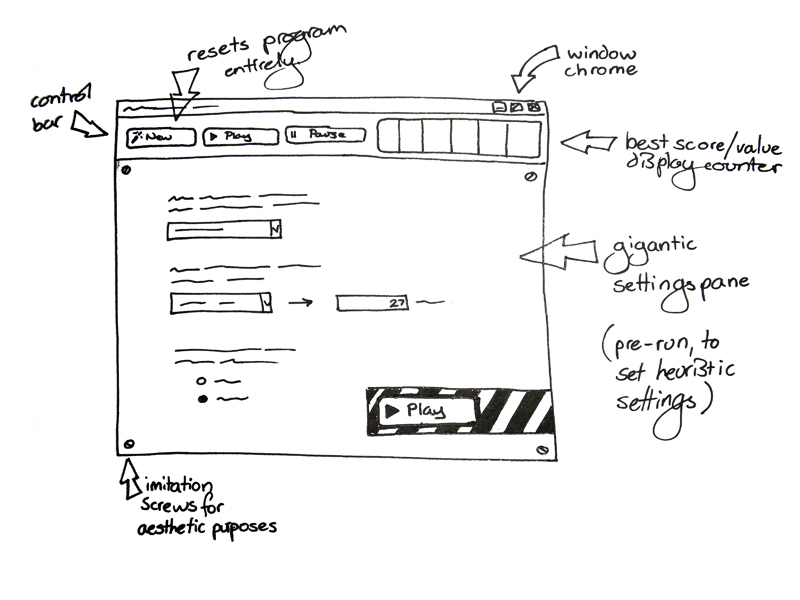 resets program
entirely
window
chrome
control
bar
New
Play
Pause
best score/value
display counter
gigantic
settings pane
27
(pre-run, to
set heuristic
settings)
Play
imitation
screws for
aesthetic puposes